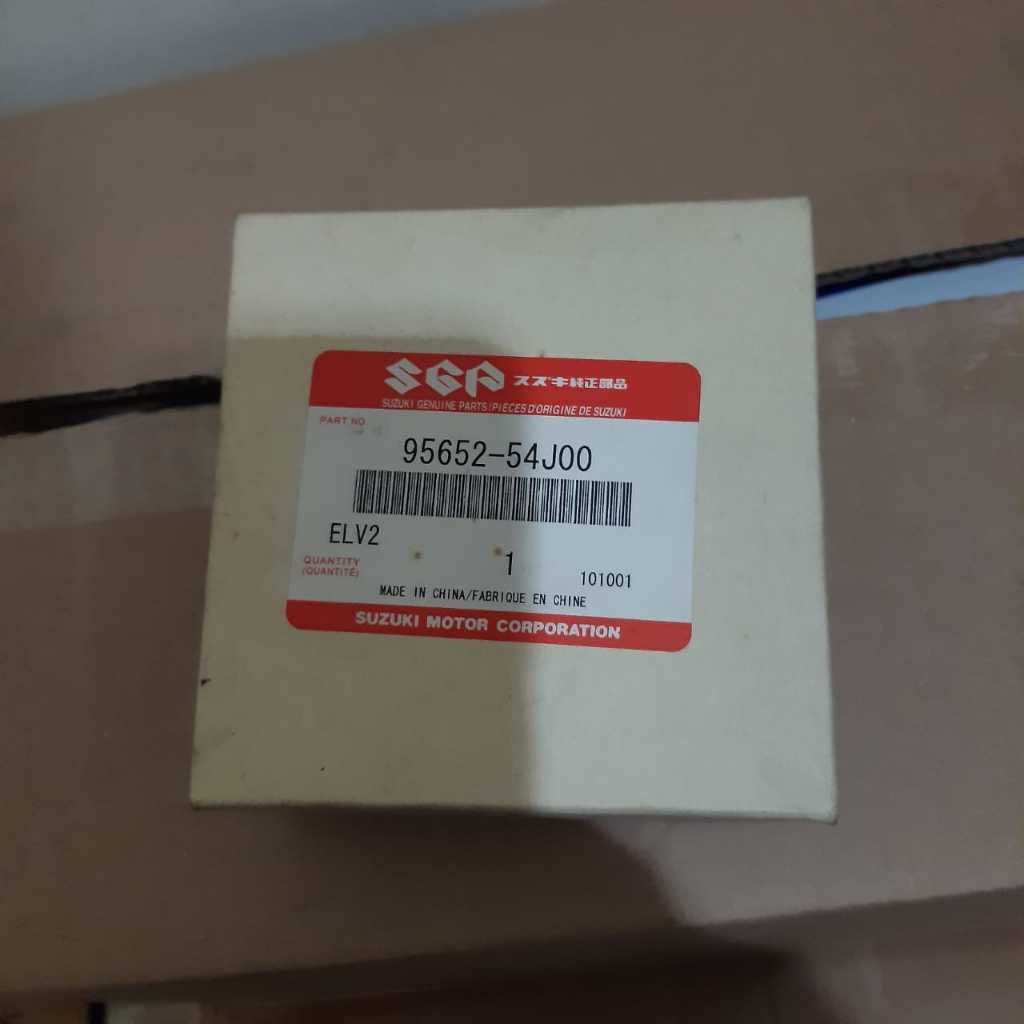 SGP スズキ純正部品
SUZUKI GENUINE PARTS (PIÈCES D'ORIGINE DE SUZUKI)
PART NO
95652-54J00
ELV2
QUANTITY
(QUANTITÉ)
1
101001
MADE IN CHINA/FABRIQUE EN CHINE
SUZUKI MOTOR CORPORATION